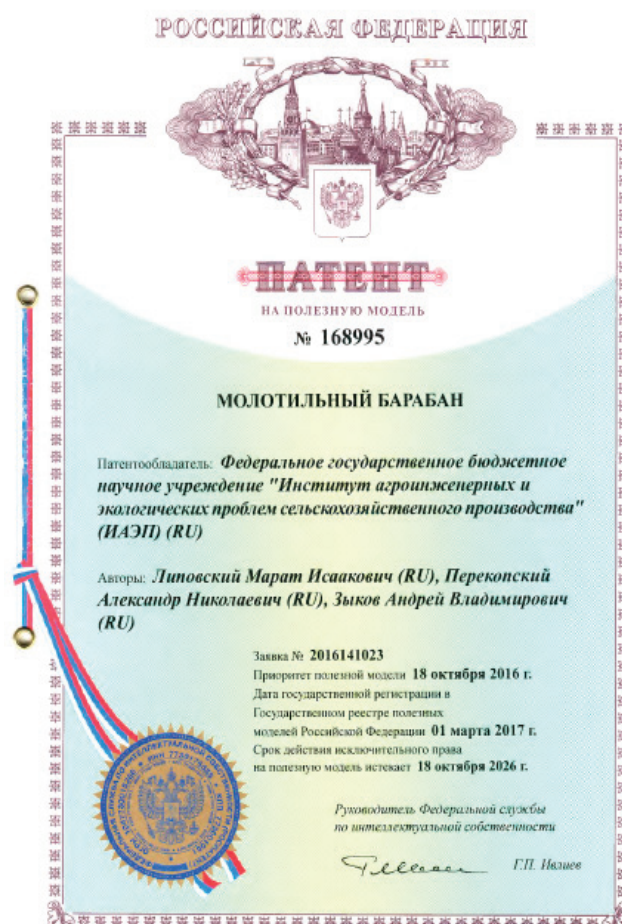 РОССИЙСКАЯ ФЕДЕРАЦИЯ
ПАТЕНТ
НА ПОЛЕЗНУЮ МОДЕЛЬ
№ 168995
МОЛОТИЛЬНЫЙ БАРАБАН
Патентообладатель: Федеральное государственное бюджетное
научное учреждение "Институт агроинженерных и
экологических проблем сельскохозяйственного производства"
(ИАЭП) (RU)
Авторы: Липовский Марат Исаакович (RU), Перекопский
Александр Николаевич (RU), Зыков Андрей Владимирович
(RU)
Заявка № 2016141023
Приоритет полезной модели 18 октября 2016 г.
Дата государственной регистрации в
Государственном реестре полезных
моделей Российской Федерации 01 марта 2017 г.
Срок действия исключительного права
на полезную модель истекает 18 октября 2026 г.
Руководитель Федеральной службы
по интеллектуальной собственности
Г.П. Ивлиев